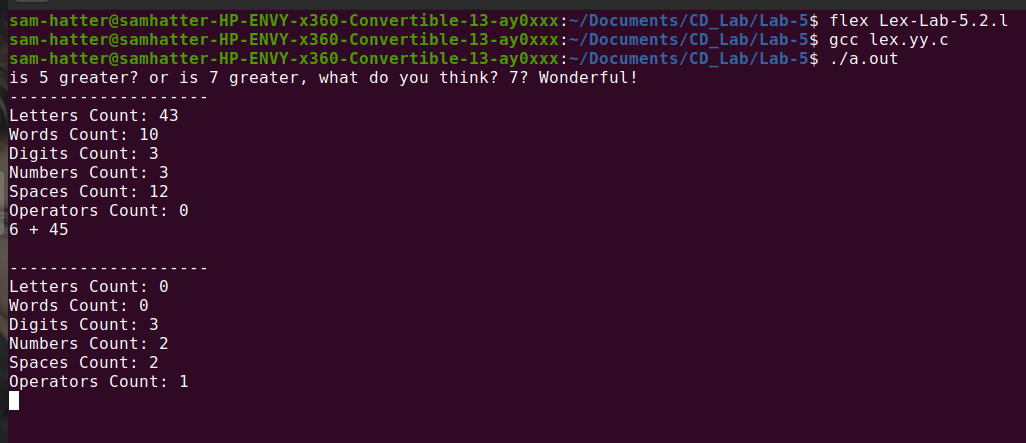 sam-hatter@samhatter-HP-ENVY-x360-Convertible-13-ay0xxx:~/Documents/CD_Lab/Lab-5$ flex Lex-Lab-5.2.l
sam-hatter@samhatter-HP-ENVY-x360-Convertible-13-ay0xxx:~/Documents/CD_Lab/Lab-5$ gcc lex.yy.c
sam-hatter@samhatter-HP-ENVY-x360-Convertible-13-ay0xxx:~/Documents/CD_Lab/Lab-5$ ./a.out
is 5 greater? or is 7 greater, what do you think? 7? Wonderful!
--------------------
Letters Count: 43
Words Count: 10
Digits Count: 3
Numbers Count: 3
Spaces Count: 12
Operators Count: 0
6 + 45
--------------------
Letters Count: 0
Words Count: 0
Digits Count: 3
Numbers Count: 2
Spaces Count: 2
Operators Count: 1